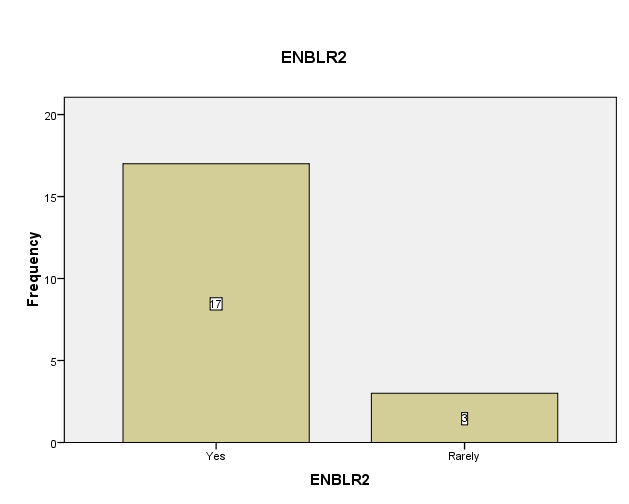 ENBLR2
20
15
10
5
0
Frequency
17
3
Yes
Rarely
ENBLR2